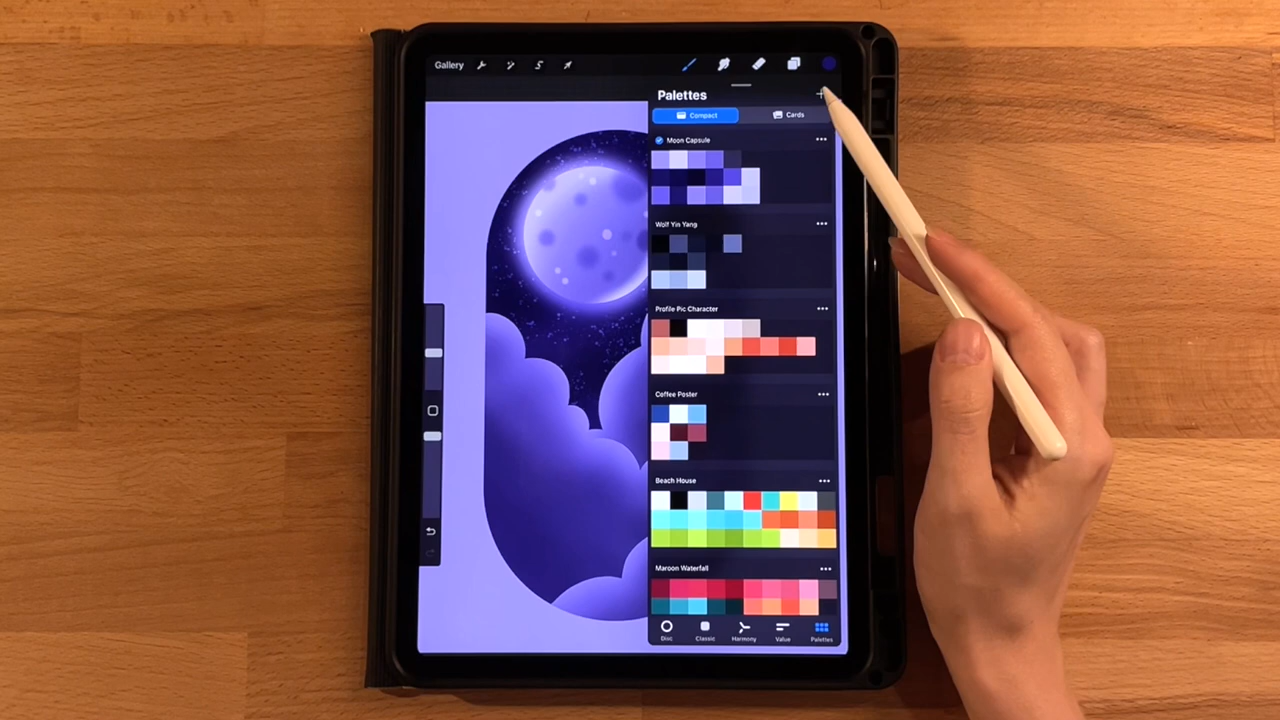 Gallery
Palettes
Compact
Cards
Moon Capsule
Wolf Yin Yang
Profile Pic Character
Coffee Poster
Beach House
Maroon Waterfall
Disc
Classic
Harmony
Value
Palettes